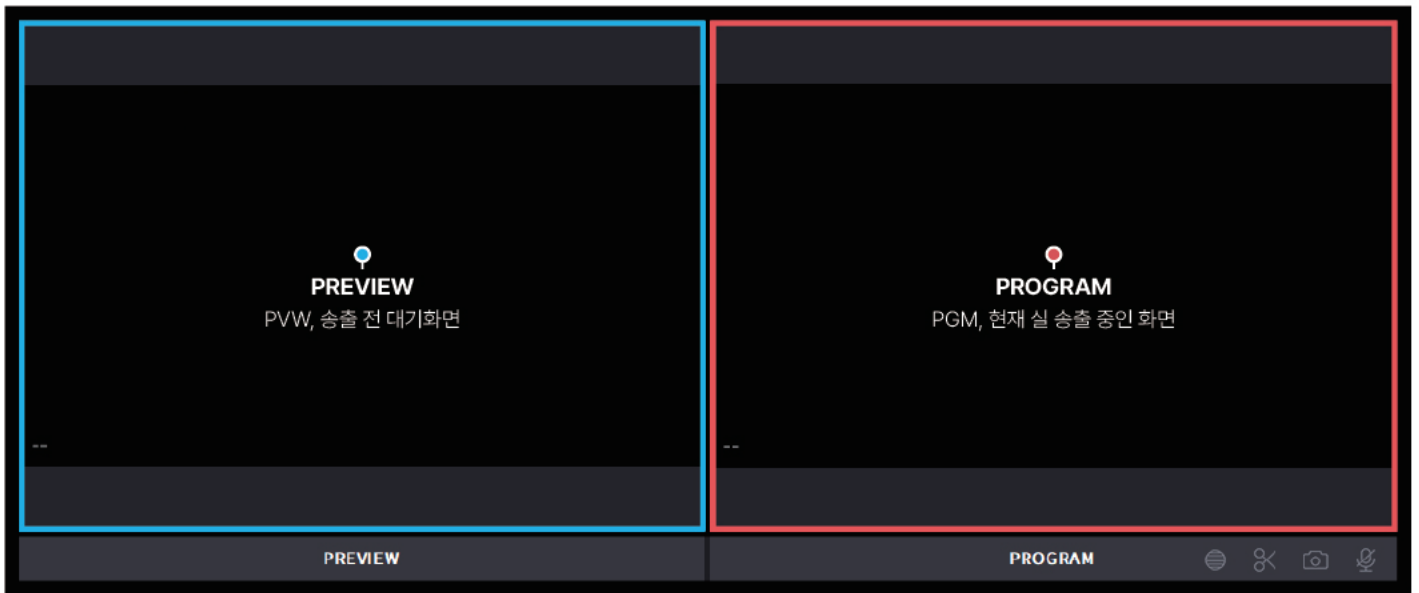 PREVIEW
PVW, 송출 전 대기화면
--
PREVIEW
PROGRAM
PGM, 현재 실 송출 중인 화면
--
PROGRAM